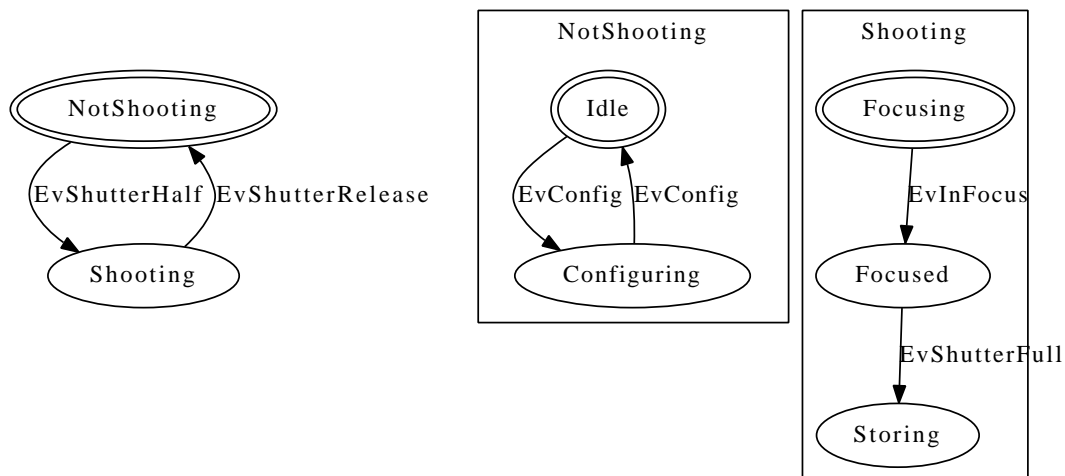 NotShooting
EvShutterHalf
EvShutterRelease
Shooting
NotShooting
Idle
EvConfig
EvConfig
Configuring
Shooting
Focusing
EvInFocus
Focused
EvShutterFull
Storing